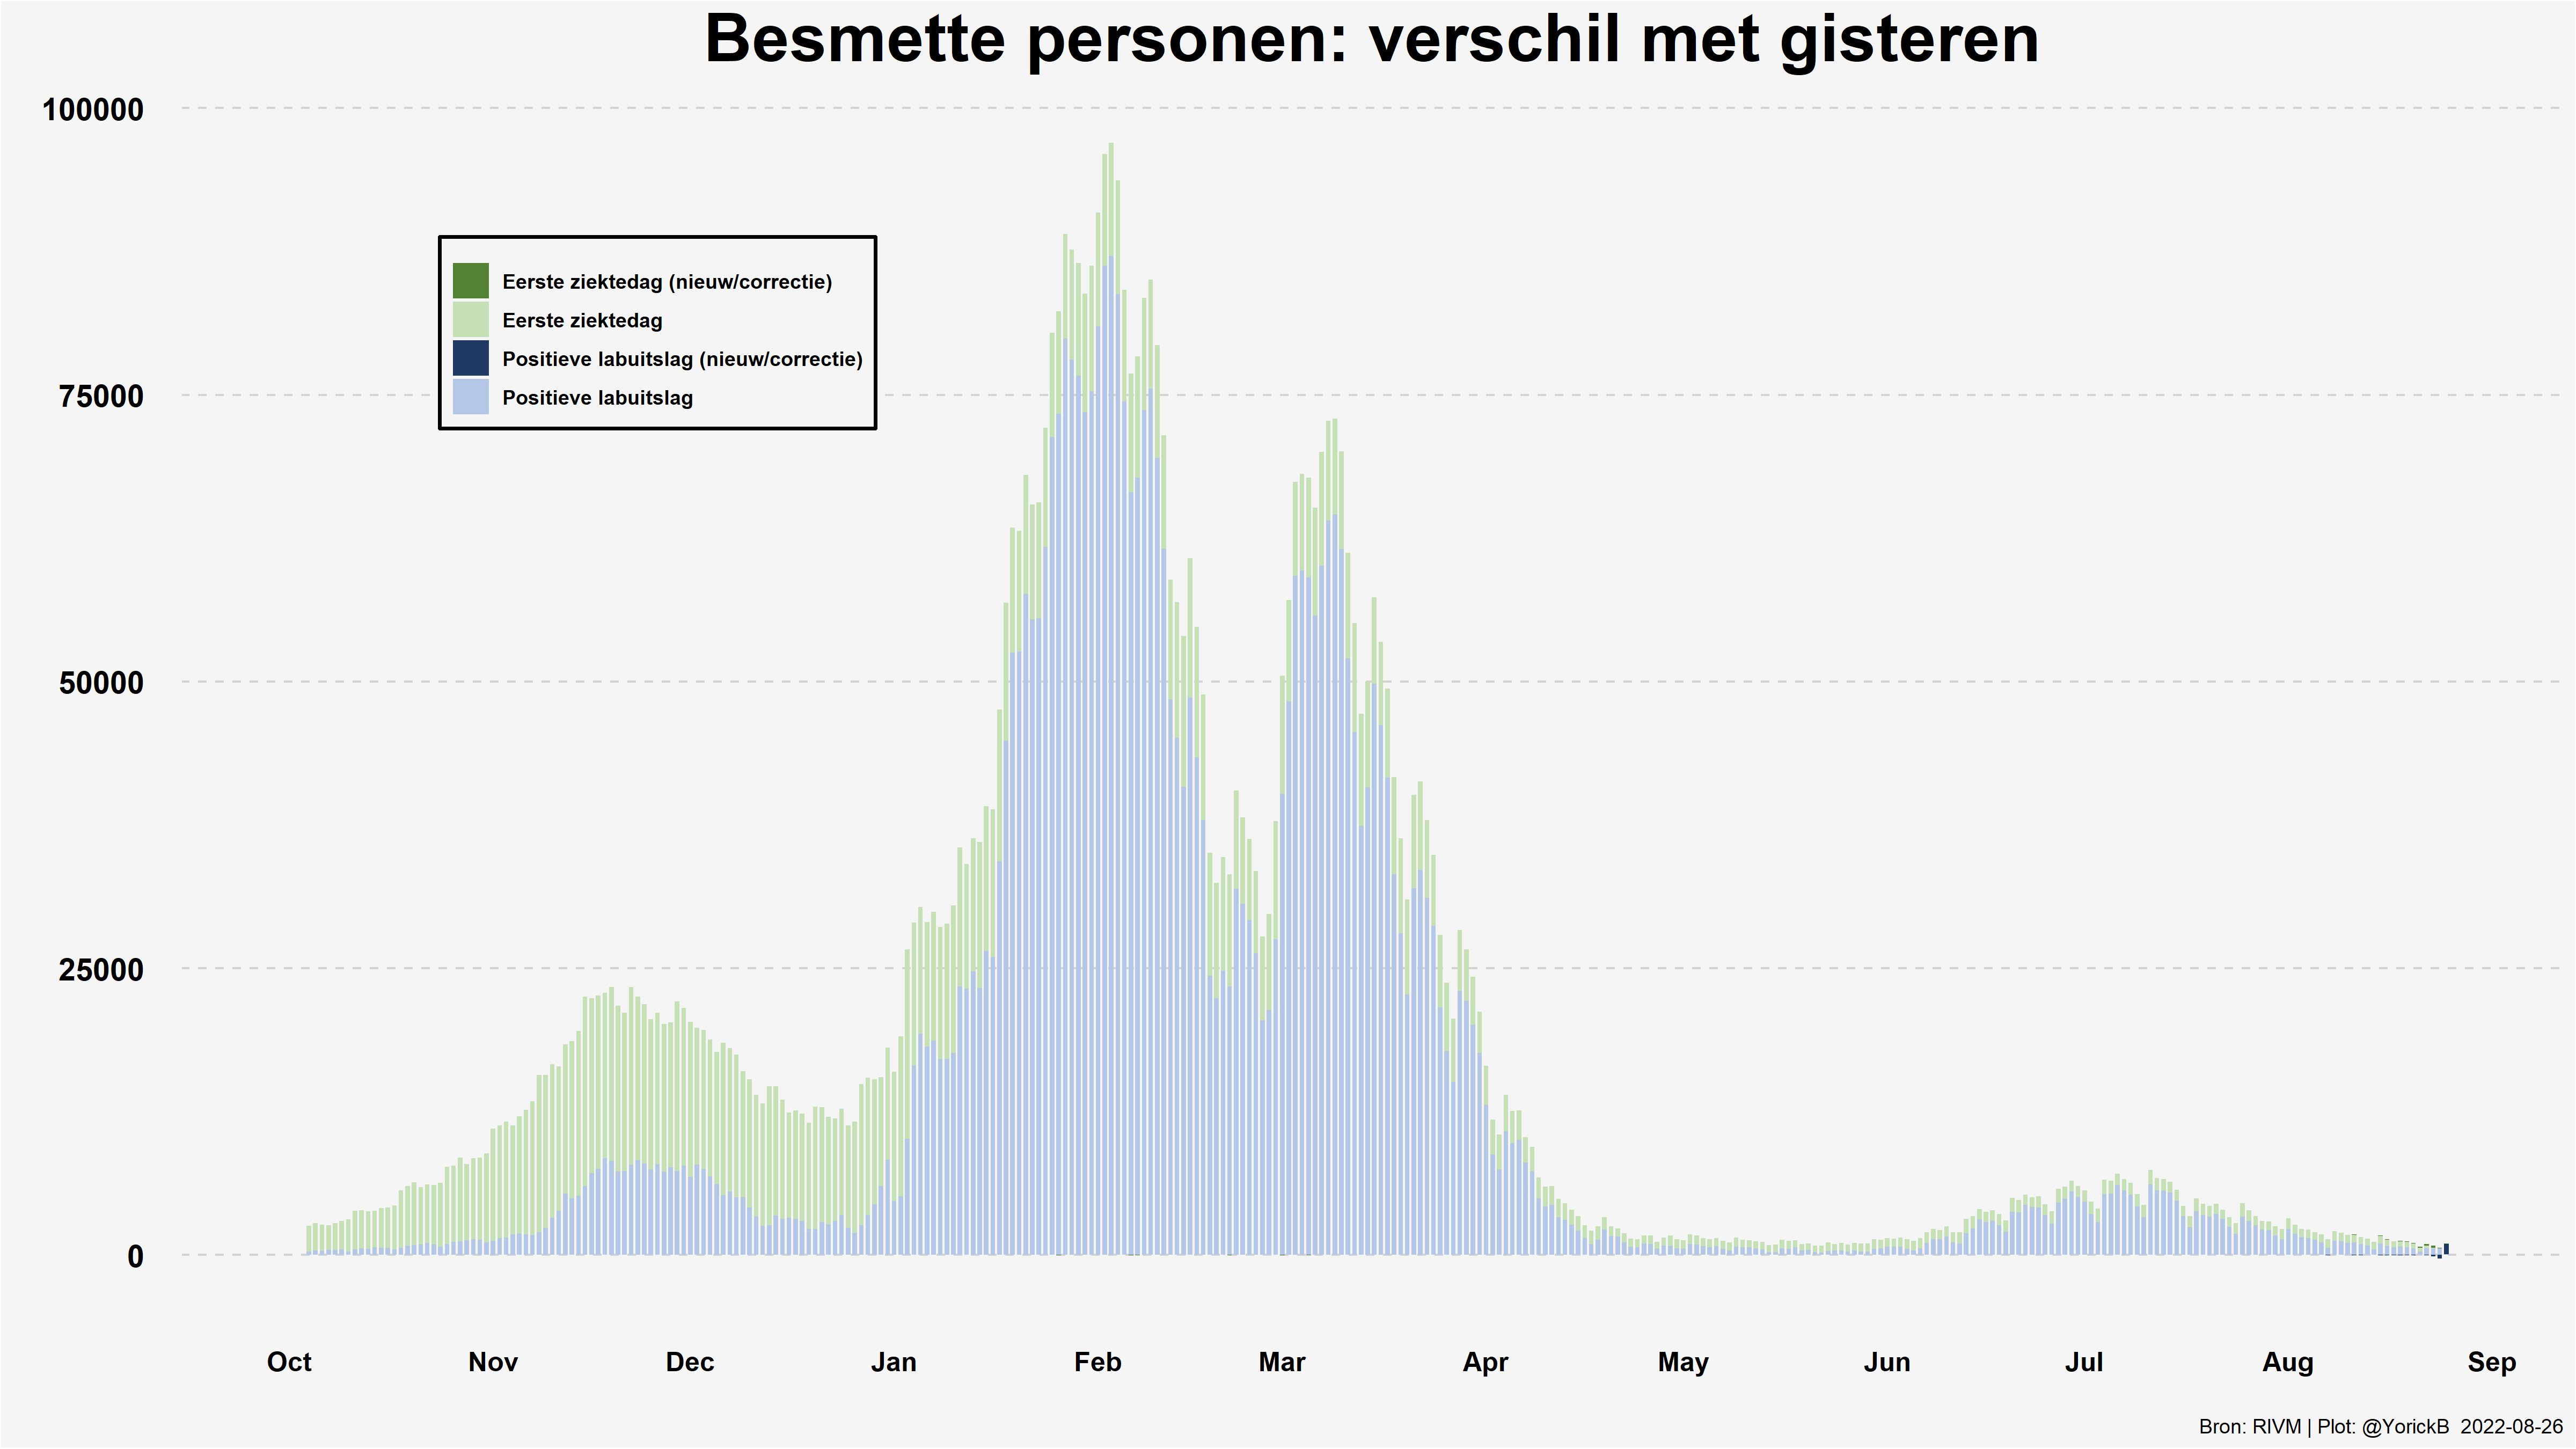 Besmette personen: verschil met gisteren
100000
75000
50000
25000
0
Eerste ziektedag (nieuw/correctie)
Eerste ziektedag
Positieve labuitslag (nieuw/correctie)
Positieve labuitslag
Oct Nov Dec Jan Feb Mar Apr May Jun Jul Aug Sep
Bron: RIVM | Plot: @YorickB 2022-08-26